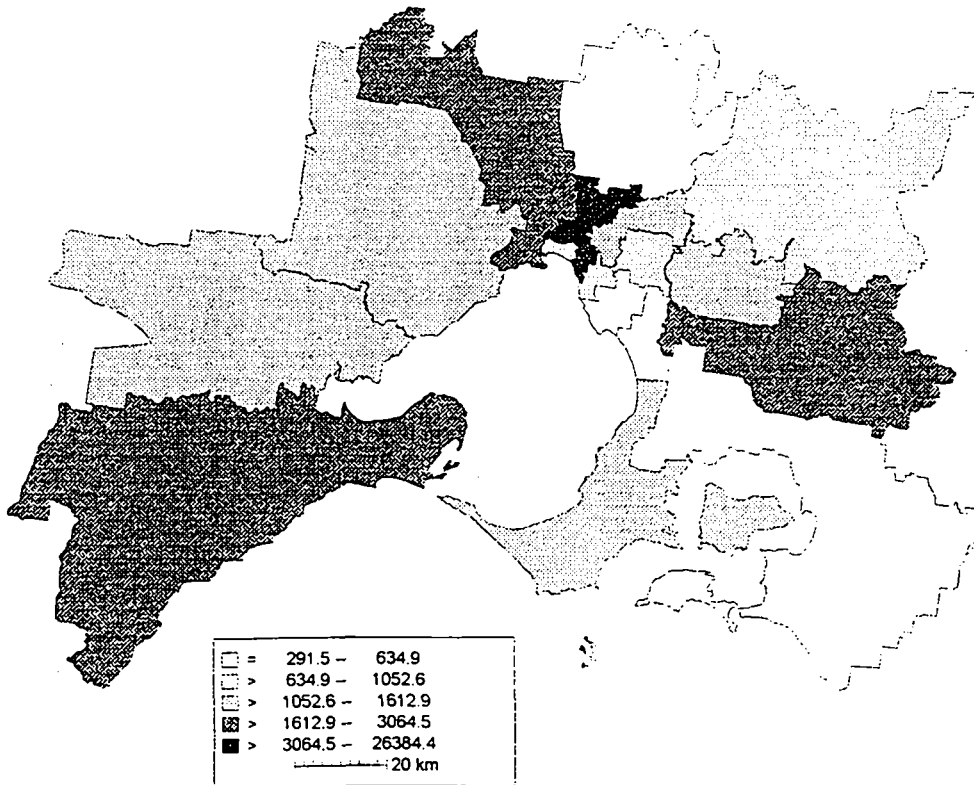 = 291.5 – 634.9
> 634.9 – 1052.6
> 1052.6 – 1612.9
> 1612.9 – 3064.5
> 3064.5 – 26384.4
20 km